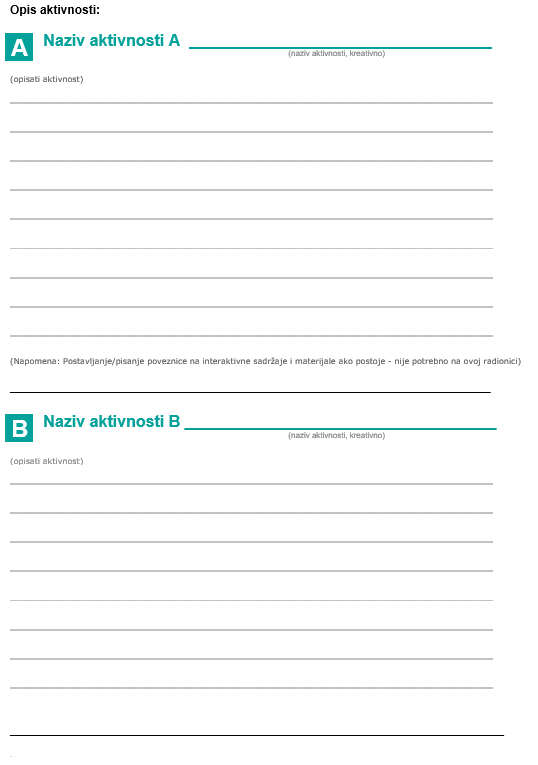 Opis aktivnosti:
A Naziv aktivnosti A
(naziv aktivnosti, kreativno)
(opisati aktivnost)
(Napomena: Postavljanje/pisanje poveznice na interaktivne sadržaje i materijale ako postoje - nije potrebno na ovoj radionici)
B Naziv aktivnosti B
(naziv aktivnosti, kreativno)
(opisati aktivnost)